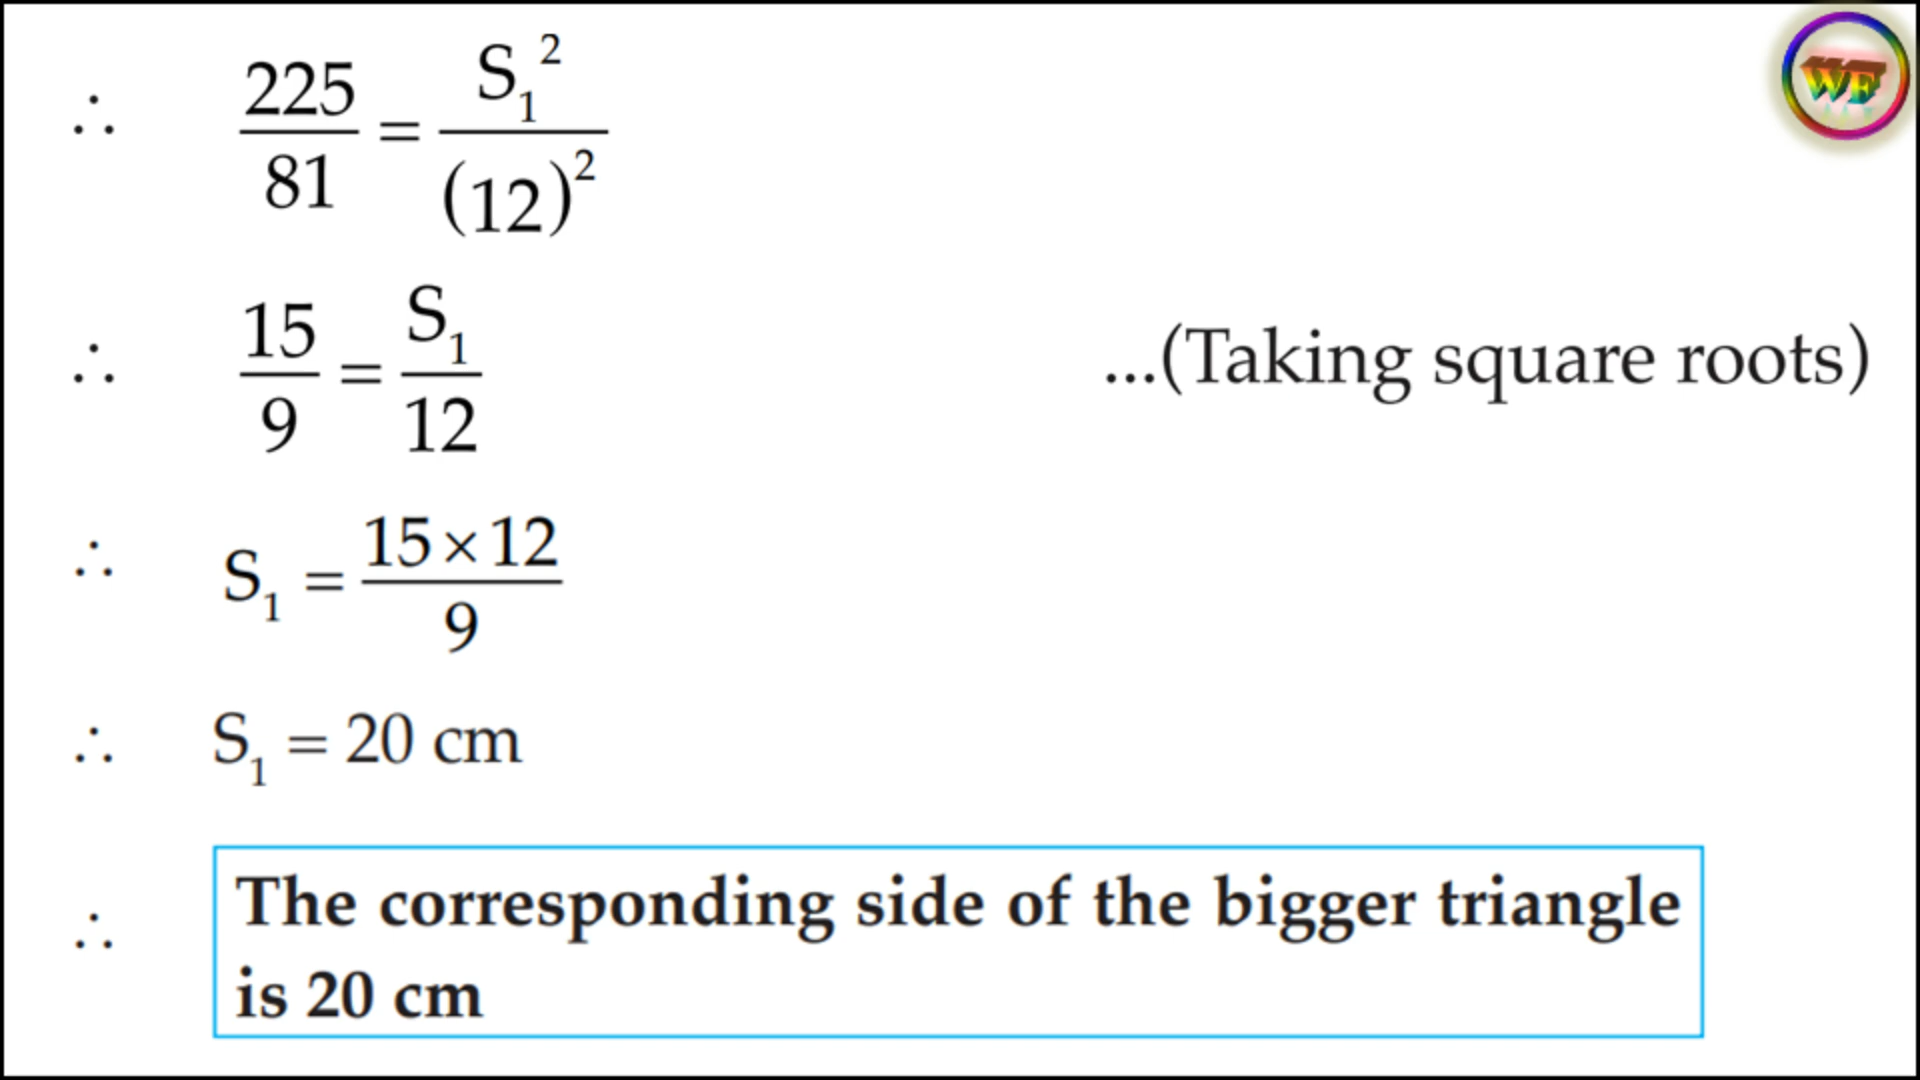 WE
∴ 225/81 = S₁²/(12)²
∴ 15/9 = S₁/12 ...(Taking square roots)
∴ S₁ = 15×12/9
∴ S₁ = 20 cm
∴ The corresponding side of the bigger triangle
is 20 cm